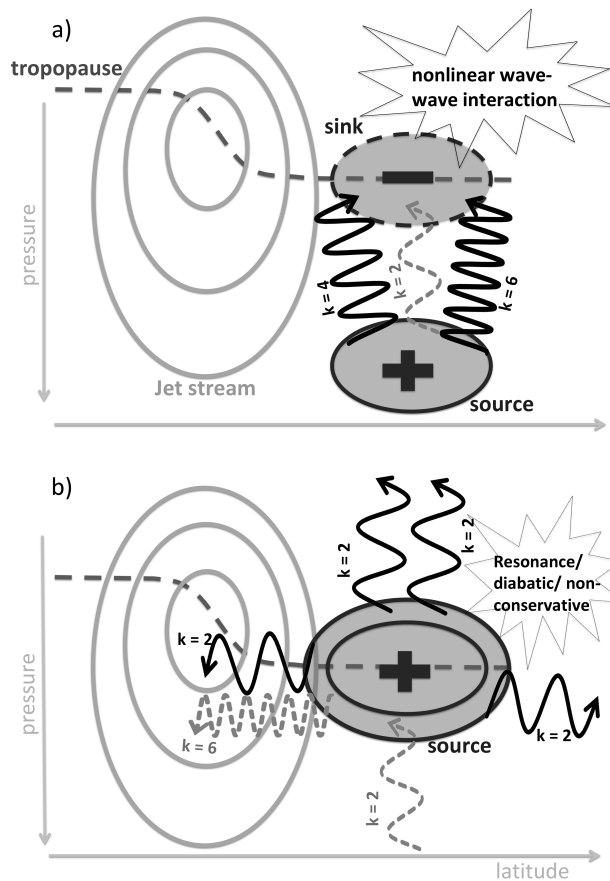 a)
tropopause
nonlinear wave-
wave interaction
sink
pressure
k = 4
k = 2
k = 6
Jet stream
source
b)
k = 2
k = 2
Resonance/
diabatic/ non-
conservative
k = 2
pressure
k = 6
source
k = 2
k = 2
latitude